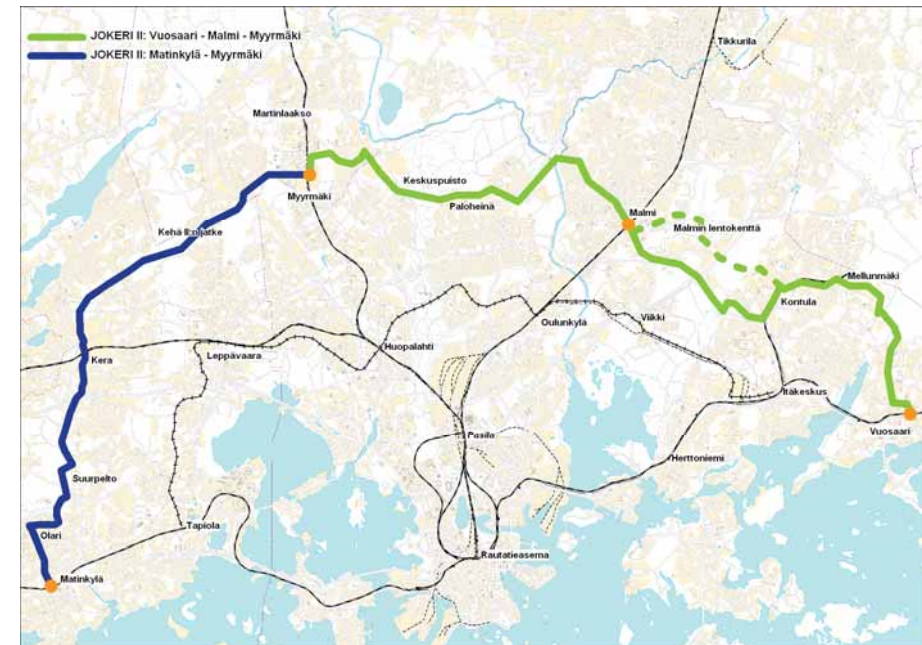 JOKERI II: Vuosaari - Malmi - Myyrmäki
JOKERI II: Matinkylä - Myyrmäki
Tikkurila
Martinlaakso
Keskuspuisto
Myyrmäki
Paloheinä
Malmi
Kehä II:n jatke
Malmin lentokenttä
Mellunmäki
Kontula
Viikki
Oulunkylä
Huopalahti
Leppävaara
Kera
Itäkeskus
Vuosaari
Pasila
Herttoniemi
Suurpelto
Tapiola
Olari
Rautatieasema
Matinkylä